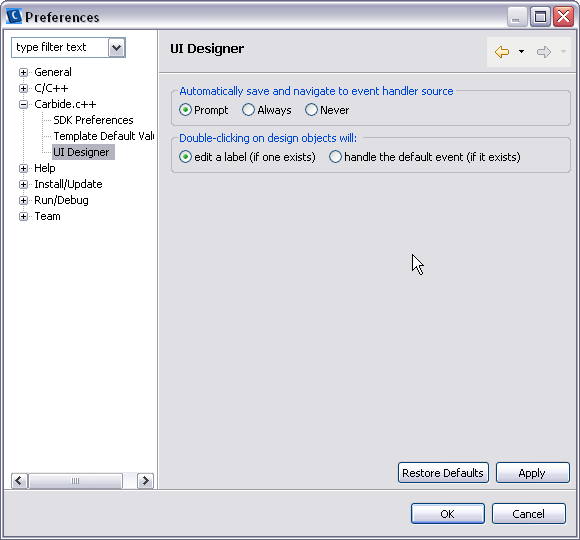 Preferences
type filter text
UI Designer
General
C/C++
Carbide.c++
SDK Preferences
Template Default Val
UI Designer
Help
Install/Update
Run/Debug
Team
Automatically save and navigate to event handler source
Prompt Always Never
Double-clicking on design objects will:
edit a label (if one exists) handle the default event (if it exists)
Restore Defaults Apply
OK Cancel